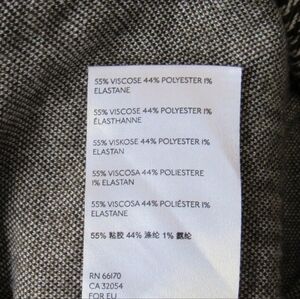 55% VISCOSE 44% POLYESTER 1%
ELASTANE
55% VISCOSE 44% POLYESTER 1%
ÉLASTHANNE
55% VISKOSE 44% POLYESTER 1%
ELASTAN
55% VISCOSA 44% POLIESTERE
1% ELASTAN
55% VISCOSA 44% POLIÉSTER 1%
ELASTANO
55% 粘胶 44% 涤纶 1% 氨纶
RN 66170
CA 32054
FOR EU